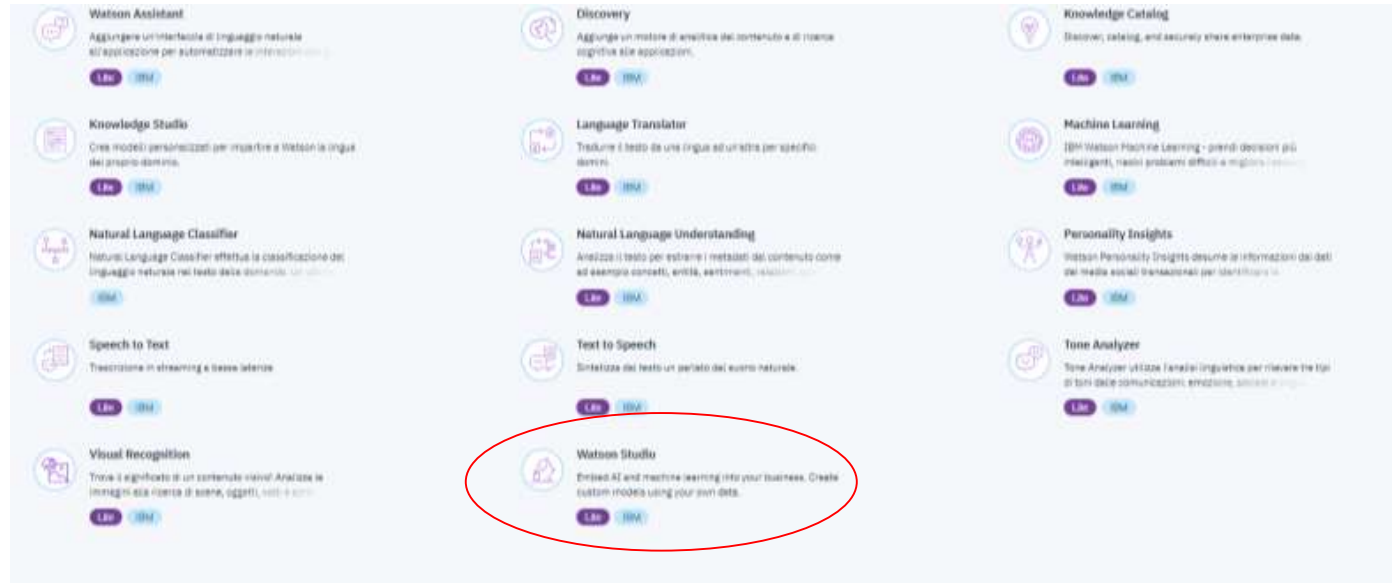 Watson Assistant
Aggiungere un'interfaccia di linguaggio naturale
all'applicazione per automatizzare le interazioni con
Lite IBM
Discovery
Aggiunge un motore di analitica del contenuto e di ricerca
cognitiva alle applicazioni.
Lite IBM
Knowledge Catalog
Discover, catalog, and securely share enterprise data.
Lite IBM
Knowledge Studio
Crea modelli personalizzati per impartire a Watson la lingua
del proprio dominio.
Lite IBM
Language Translator
Tradurre il testo da una lingua ad un'altra per specifici
domini.
Lite IBM
Machine Learning
IBM Watson Machine Learning - prendi decisioni più
intelligenti, risolvi problemi difficili e migliora
Lite IBM
Natural Language Classifier
Natural Language Classifier effettua la classificazione del
linguaggio naturale nel testo delle domande.
IBM
Natural Language Understanding
Analizza il testo per estrarre i metadati dal contenuto come
ad esempio concetti, entità, sentimenti, relazioni
Lite IBM
Personality Insights
Watson Personality Insights desume le informazioni dai dati
dei media sociali transazionali per identificare
Lite IBM
Speech to Text
Trascrizione in streaming a bassa latenza
Lite IBM
Text to Speech
Sintetizza dal testo un parlato dal suono naturale.
Lite IBM
Tone Analyzer
Tone Analyzer utilizza l'analisi linguistica per rilevare tre tipi
di toni dalle comunicazioni: emozione,
Lite IBM
Visual Recognition
Trova il significato di un contenuto visivo! Analizza le
immagini alla ricerca di scene, oggetti, volti e
Lite IBM
Watson Studio
Embed AI and machine learning into your business. Create
custom models using your own data.
Lite IBM